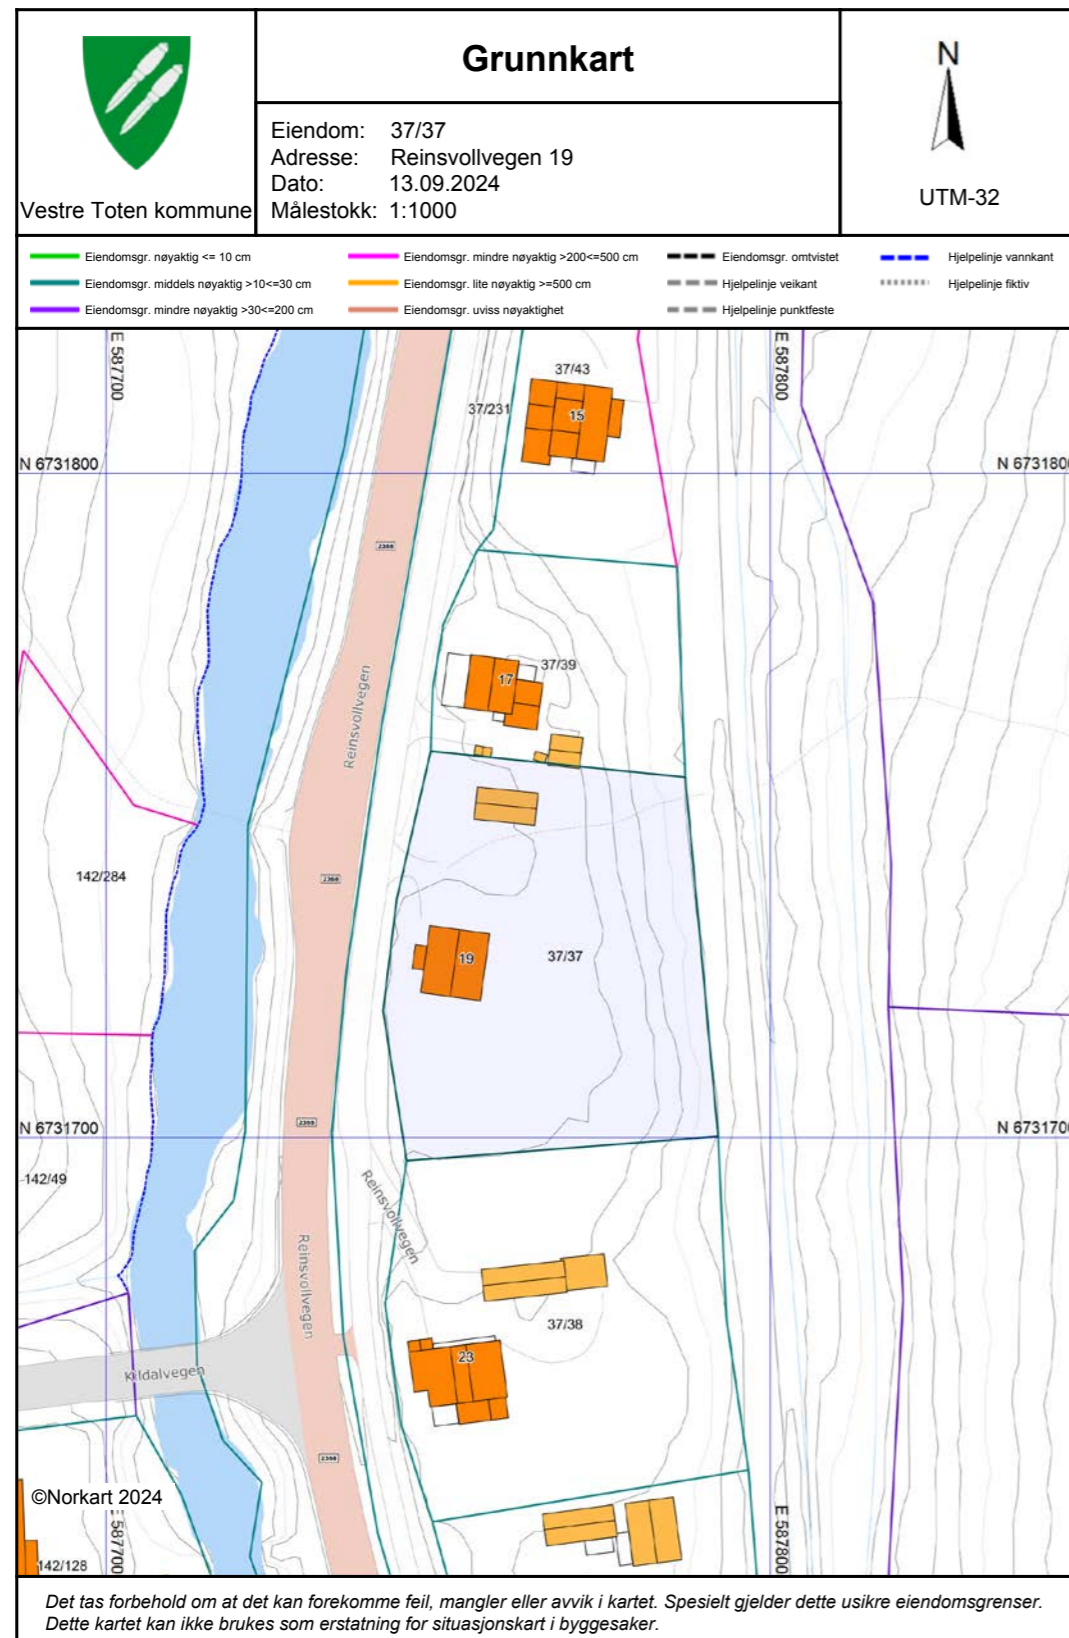 Grunnkart
Vestre Toten kommune
Eiendom: 37/37
Adresse: Reinsvollvegen 19
Dato: 13.09.2024
Målestokk: 1:1000
N
UTM-32
Eiendomsgr. nøyaktig <= 10 cm
Eiendomsgr. middels nøyaktig >10<=30 cm
Eiendomsgr. mindre nøyaktig >30<=200 cm
Eiendomsgr. mindre nøyaktig >200<=500 cm
Eiendomsgr. lite nøyaktig >=500 cm
Eiendomsgr. uviss nøyaktighet
Eiendomsgr. omtvistet
Hjelpelinje veikant
Hjelpelinje punktfeste
Hjelpelinje vannkant
Hjelpelinje fiktiv
E 587700
E 587800
37/43
37/231
15
N 6731800
N 6731800
2368
Reinsvollvegen
37/39
17
142/284
2368
19
37/37
N 6731700
N 6731700
2368
142/49
Reinsvollvegen
Reinsvollvegen
37/38
23
Kildalvegen
2368
©Norkart 2024
E 587700
E 587800
142/128
Det tas forbehold om at det kan forekomme feil, mangler eller avvik i kartet. Spesielt gjelder dette usikre eiendomsgrenser.
Dette kartet kan ikke brukes som erstatning for situasjonskart i byggesaker.